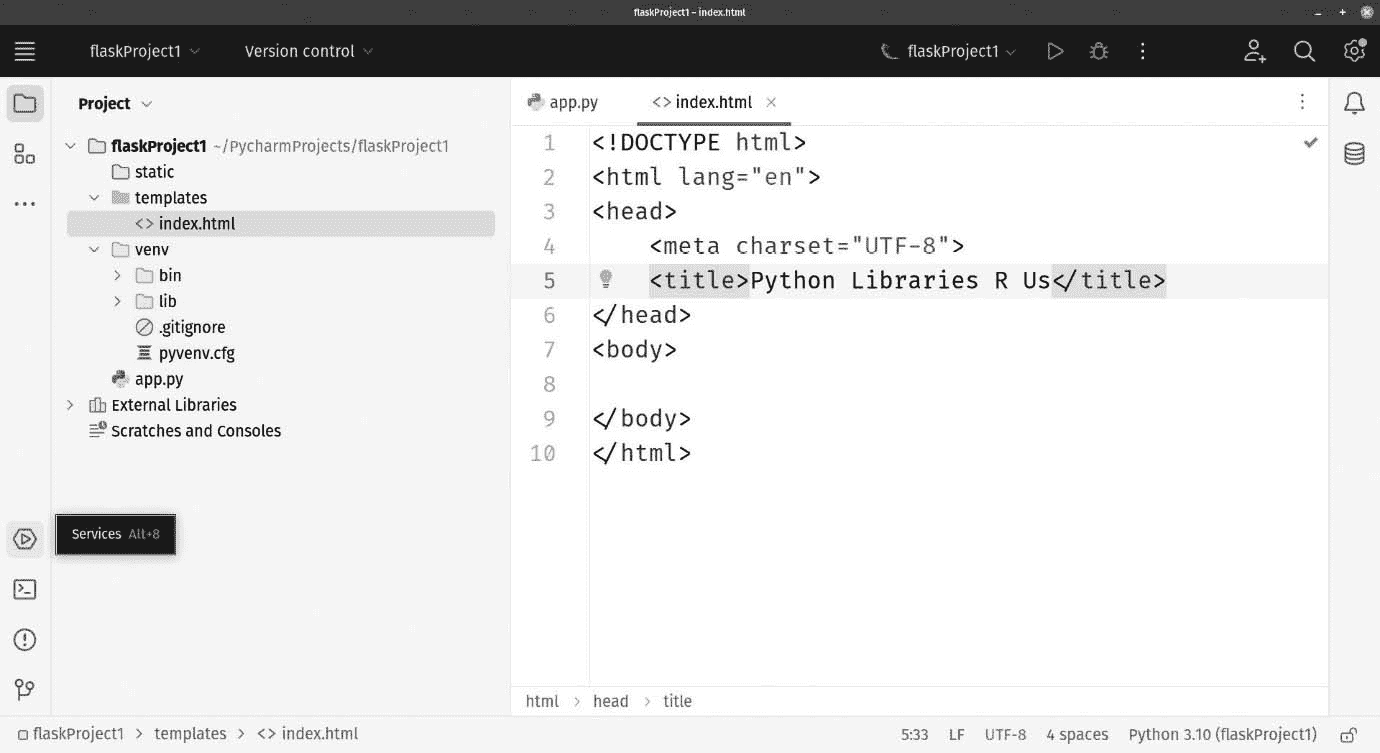 flaskProject1 – index.html
flaskProject1
Version control
flaskProject1
Project
flaskProject1 ~/PycharmProjects/flaskProject1
static
templates
<> index.html
venv
bin
lib
.gitignore
pyvenv.cfg
app.py
External Libraries
Scratches and Consoles
Services Alt+8
app.py
<> index.html
1 <!DOCTYPE html>
2 <html lang="en">
3 <head>
4 <meta charset="UTF-8">
5 <title>Python Libraries R Us</title>
6 </head>
7 <body>
8
9 </body>
10 </html>
html > head > title
flaskProject1 > templates > <> index.html
5:33 LF UTF-8 4 spaces Python 3.10 (flaskProject1)